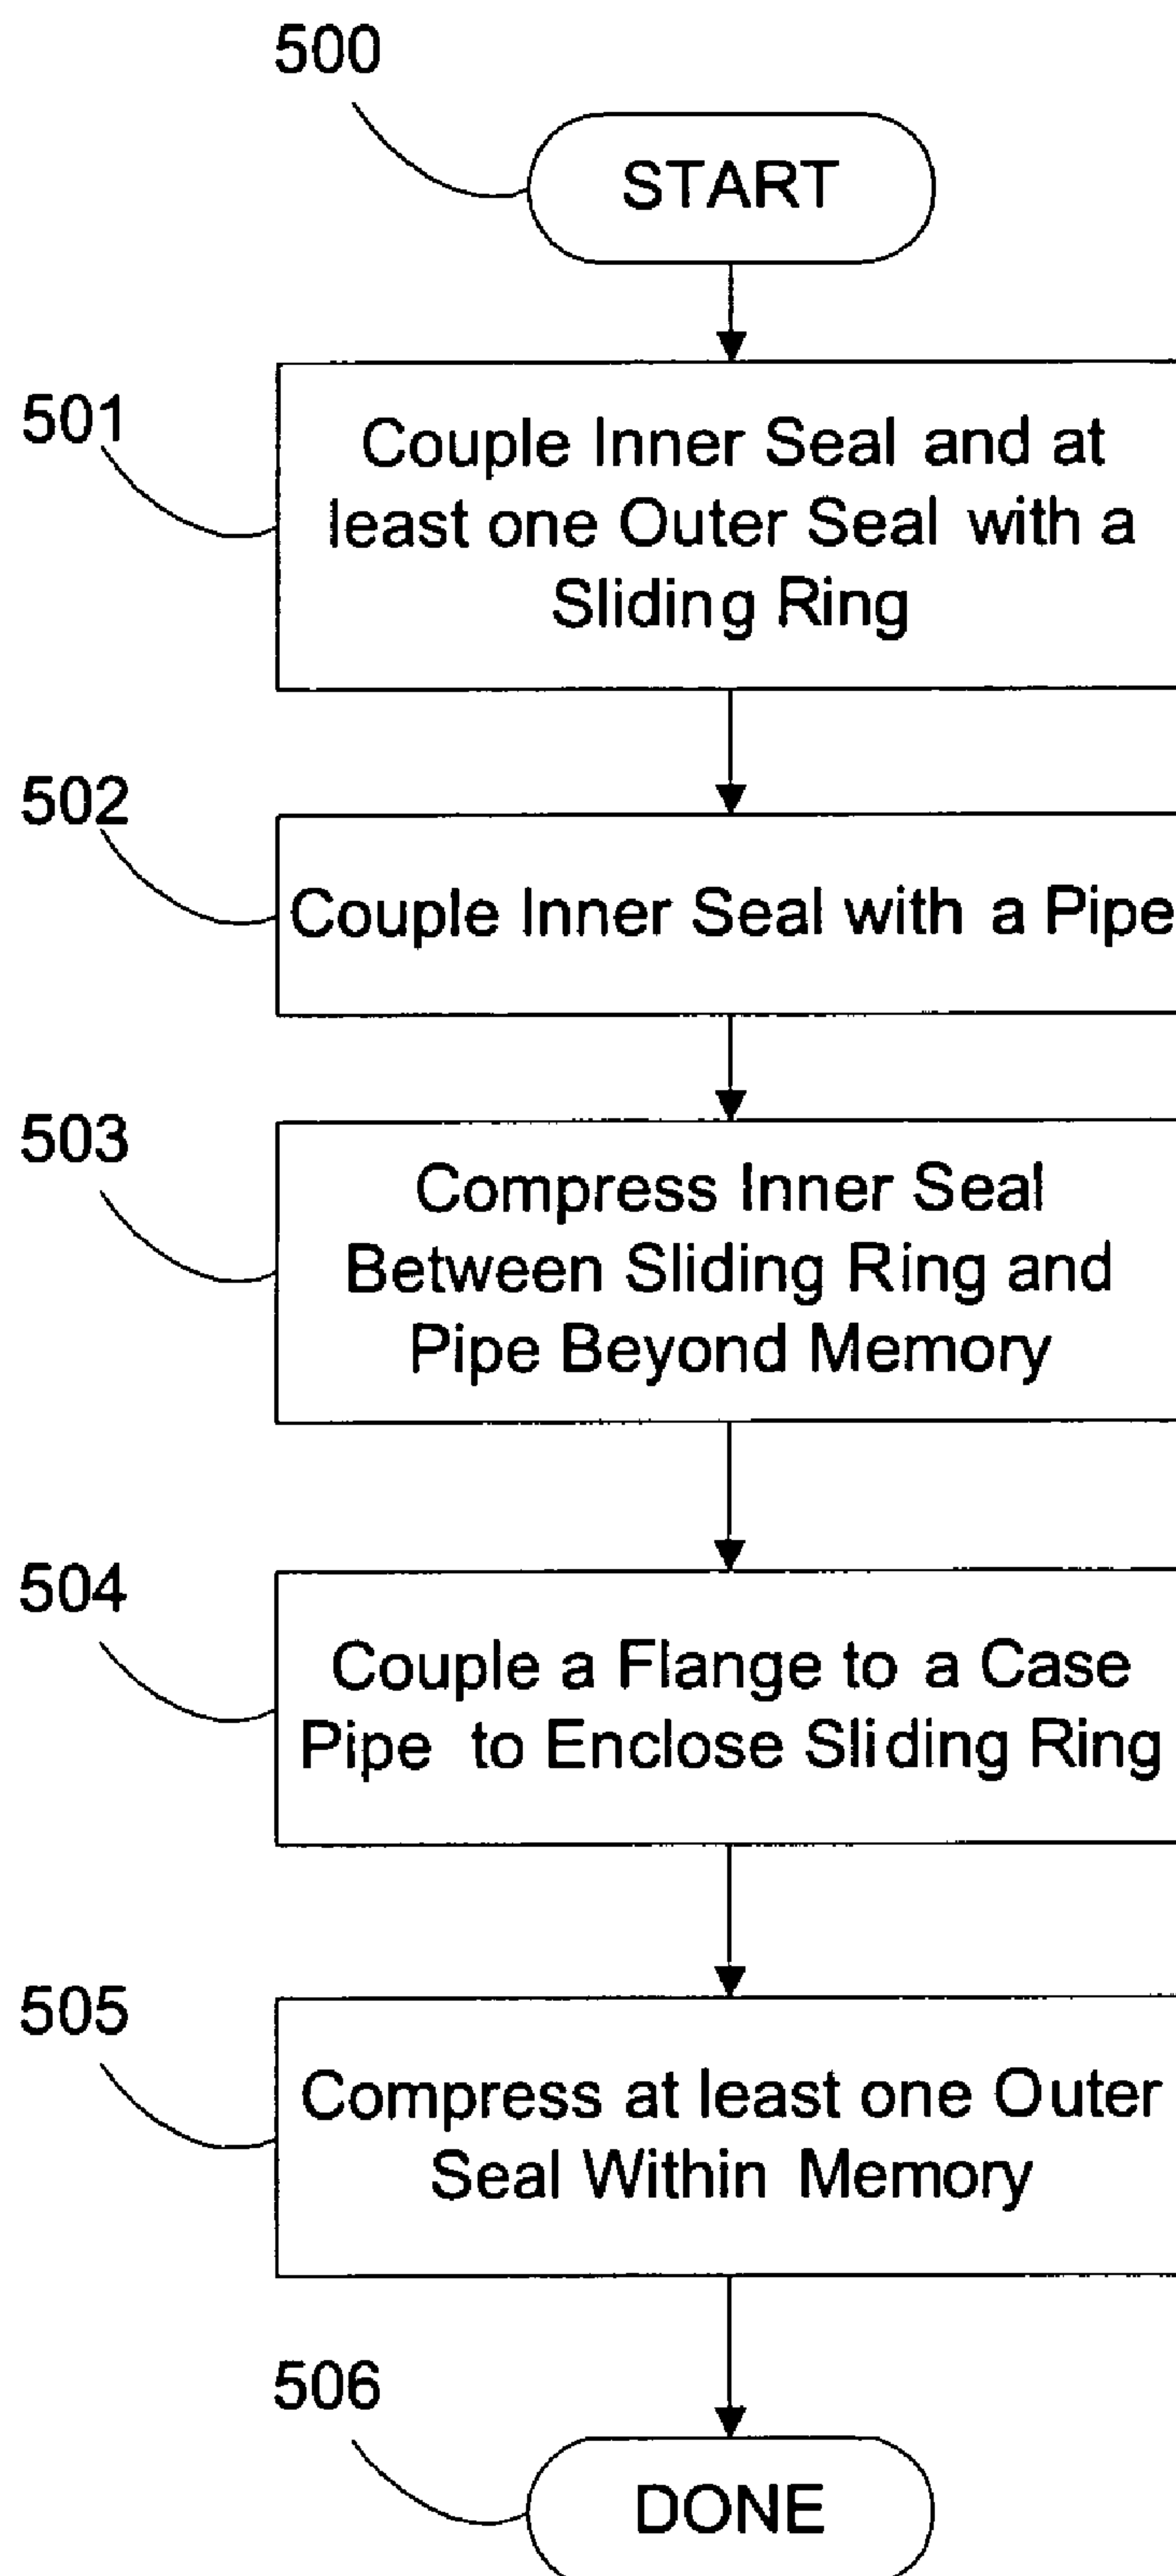 500
START
501
Couple Inner Seal and at
least one Outer Seal with a
Sliding Ring
502
Couple Inner Seal with a Pipe
503
Compress Inner Seal
Between Sliding Ring and
Pipe Beyond Memory
504
Couple a Flange to a Case
Pipe to Enclose Sliding Ring
505
Compress at least one Outer
Seal Within Memory
506
DONE